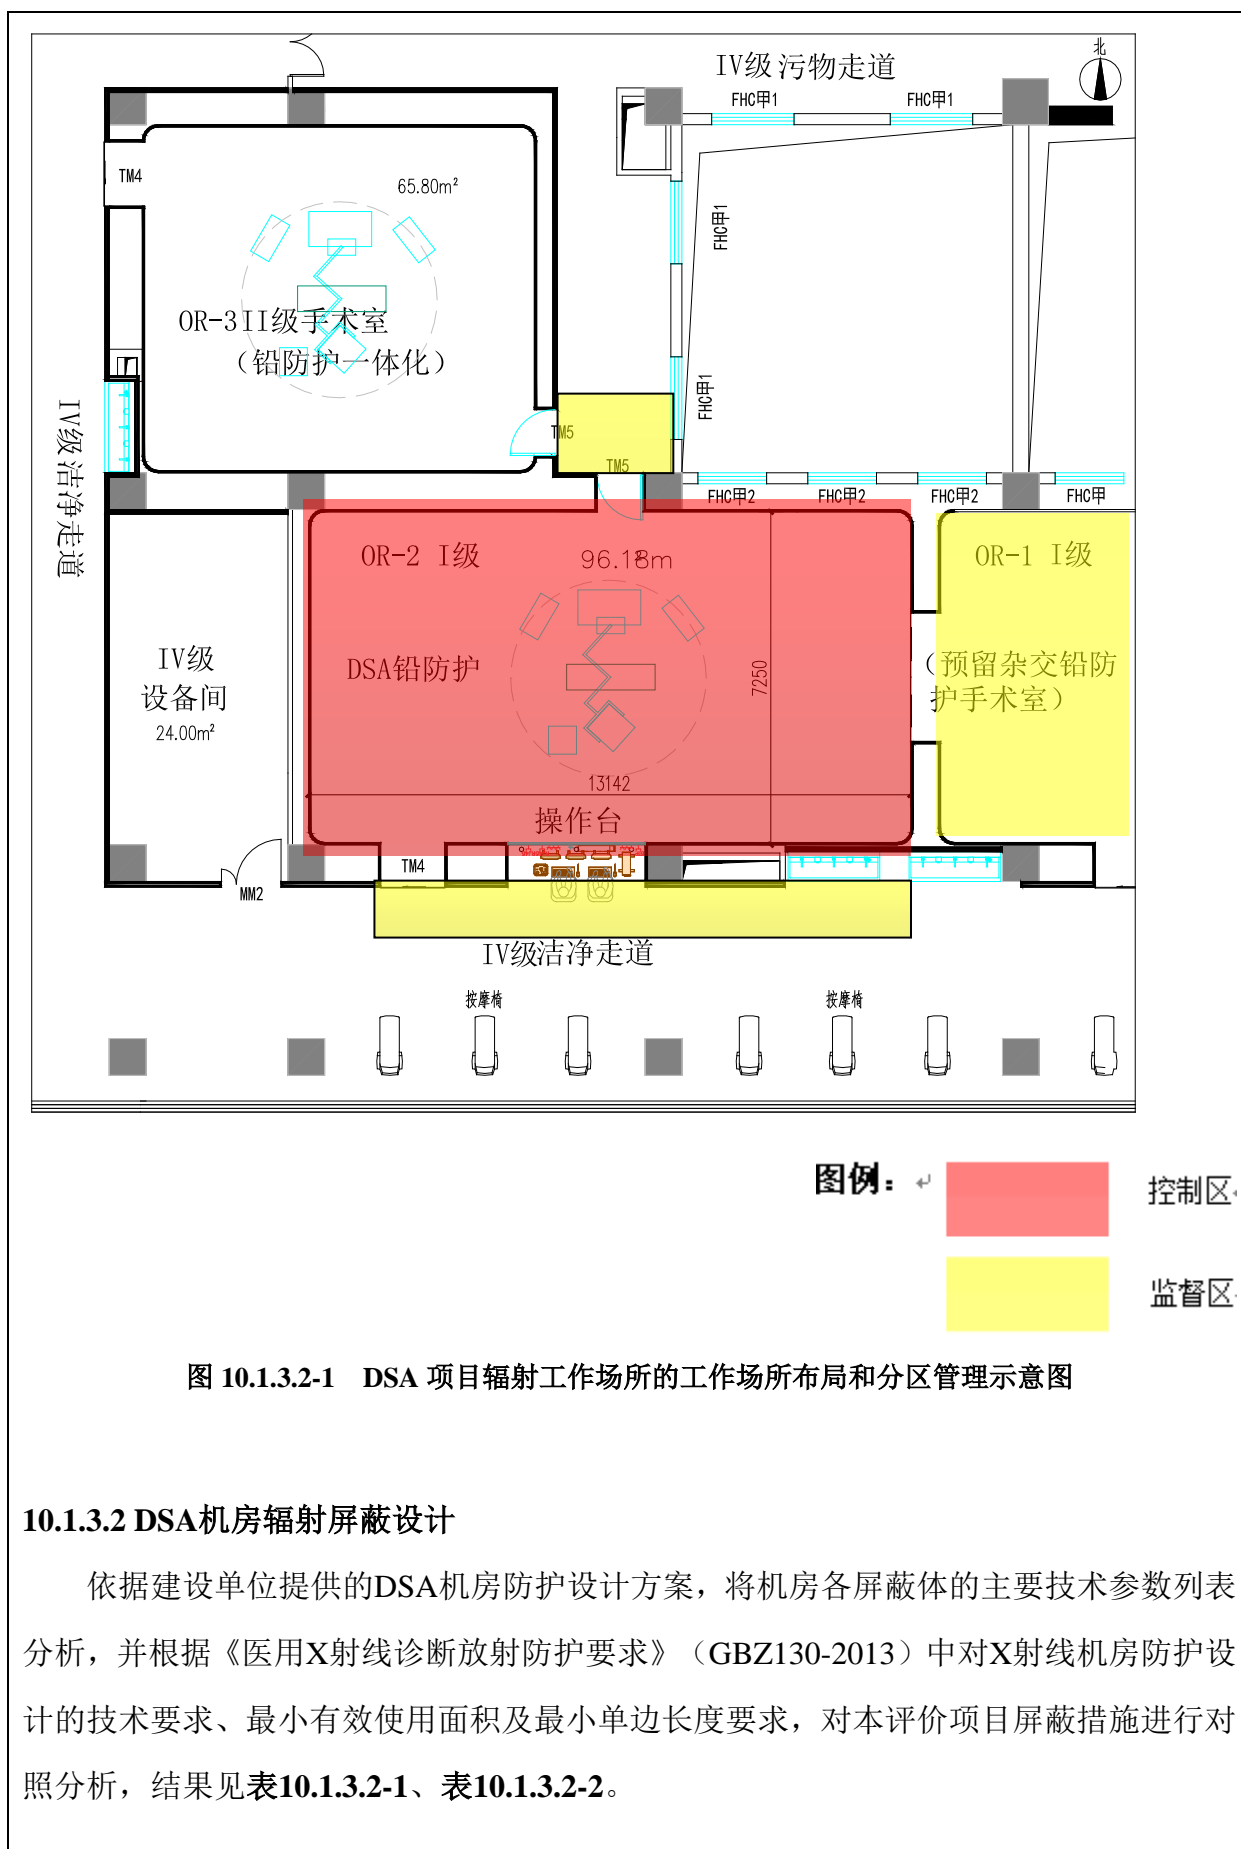 北
IV级 污物走道
FHC甲1
FHC甲1
TM4
65.80m²
FHC甲1
OR-3II级手术室
（铅防护一体化）
FHC甲1
IV级洁净走道
TM5
TM5
FHC甲2
FHC甲2
FHC甲2
FHC甲
OR-2 I级
96.18m
OR-1 I级
IV级
设备间
24.00m²
DSA铅防护
7250
（预留杂交铅防
护手术室）
13142
操作台
TM4
MM2
IV级洁净走道
按摩椅
按摩椅
图例：
控制区
监督区
图 10.1.3.2-1 DSA 项目辐射工作场所的工作场所布局和分区管理示意图
10.1.3.2 DSA机房辐射屏蔽设计
依据建设单位提供的DSA机房防护设计方案，将机房各屏蔽体的主要技术参数列表
分析，并根据《医用X射线诊断放射防护要求》（GBZ130-2013）中对X射线机房防护设
计的技术要求、最小有效使用面积及最小单边长度要求，对本评价项目屏蔽措施进行对
照分析，结果见表10.1.3.2-1、表10.1.3.2-2。